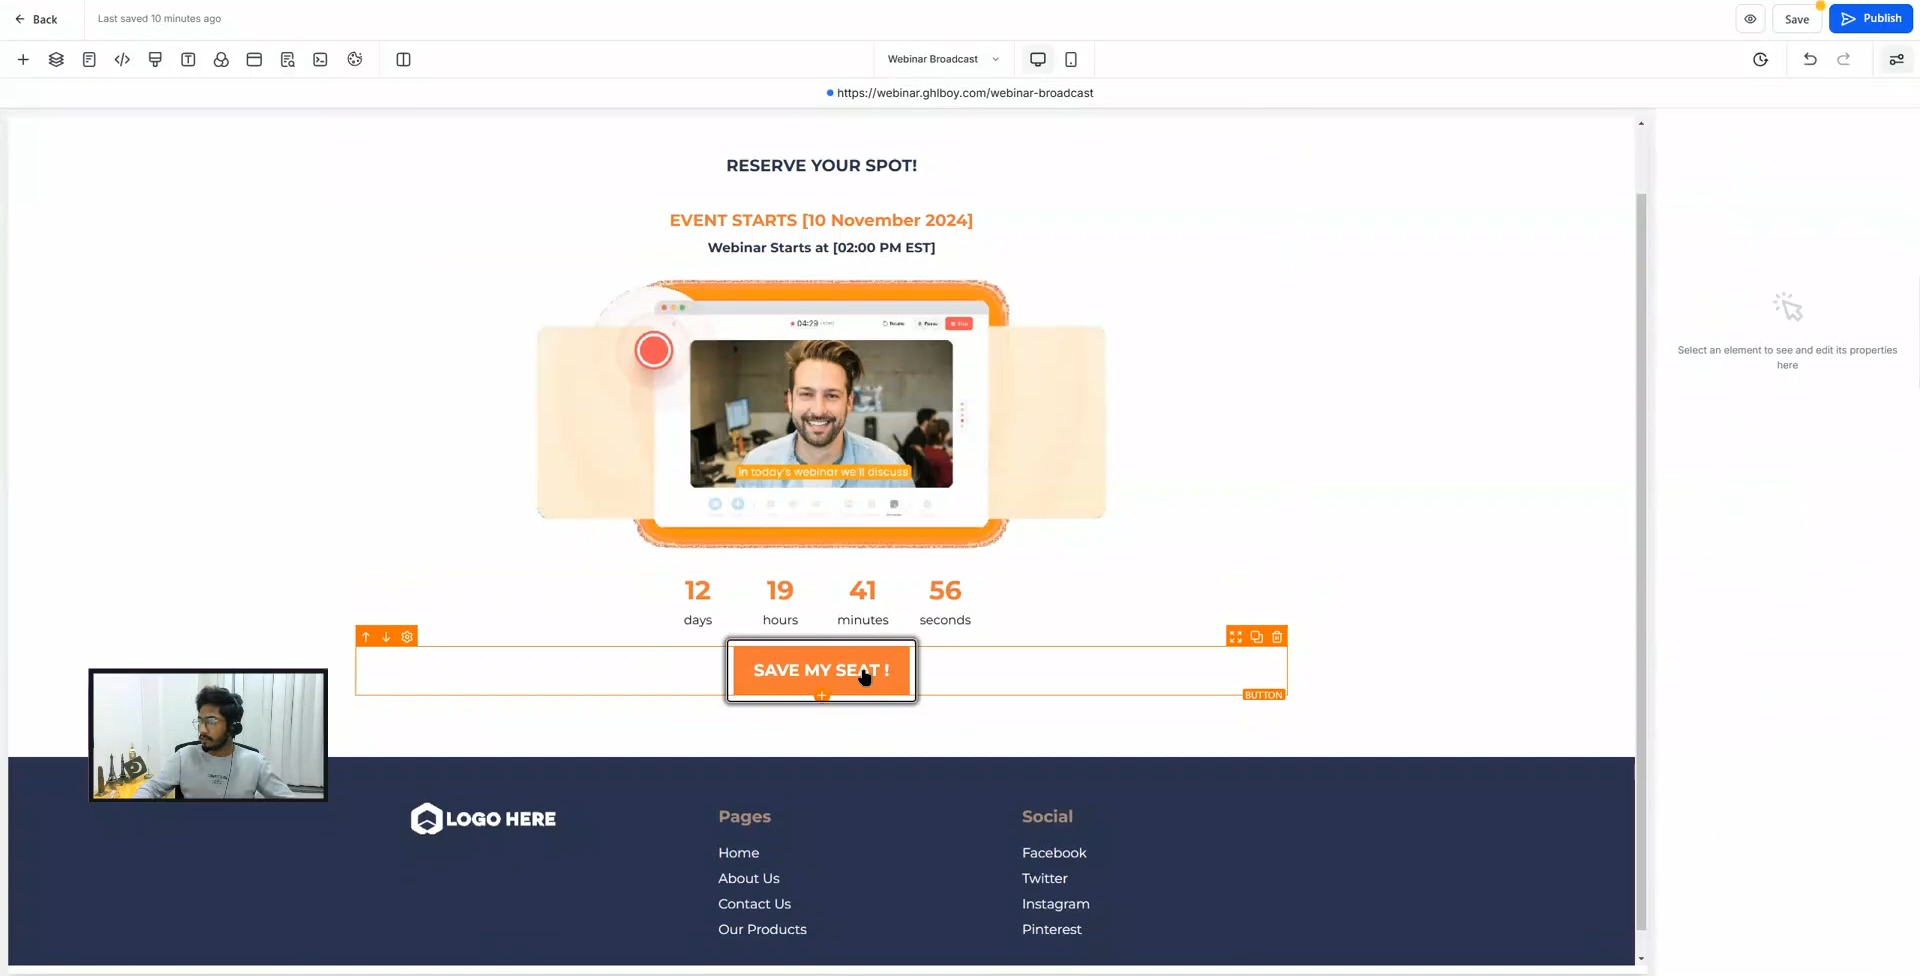 Back
Last saved 10 minutes ago
Save
Publish
Webinar Broadcast
https://webinar.ghlboy.com/webinar-broadcast
RESERVE YOUR SPOT!
EVENT STARTS [10 November 2024]
Webinar Starts at [02:00 PM EST]
04:29
In today's webinar we'll discuss
12 19 41 56
days hours minutes seconds
SAVE MY SEAT !
BUTTON
Select an element to see and edit its properties
here
LOGO HERE
Pages
Home
About Us
Contact Us
Our Products
Social
Facebook
Twitter
Instagram
Pinterest